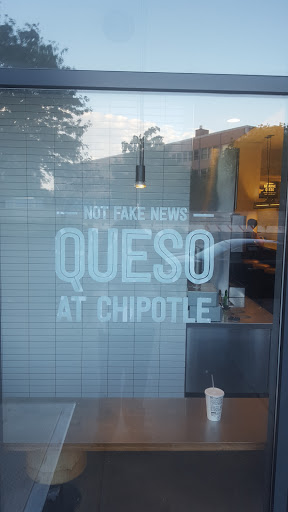 NOT FAKE NEWS
QUESO
AT CHIPOTLE